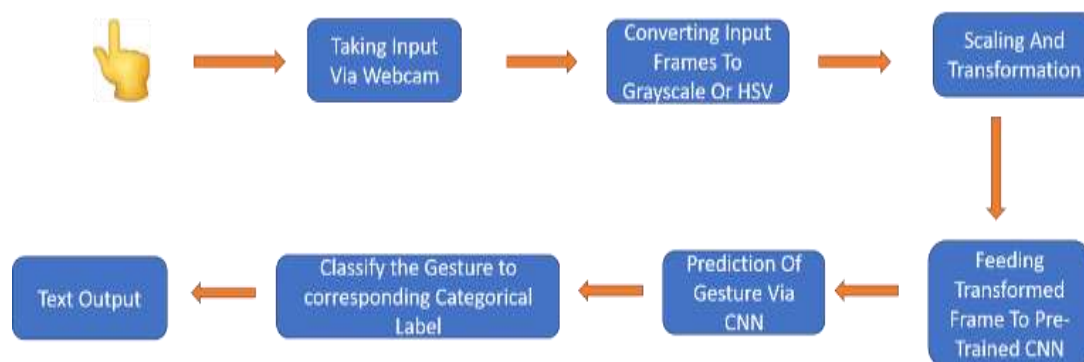 Taking Input
Via Webcam
Converting Input
Frames To
Grayscale Or HSV
Scaling And
Transformation
Feeding
Transformed
Frame To Pre-
Trained CNN
Prediction Of
Gesture Via
CNN
Classify the Gesture to
corresponding Categorical
Label
Text Output